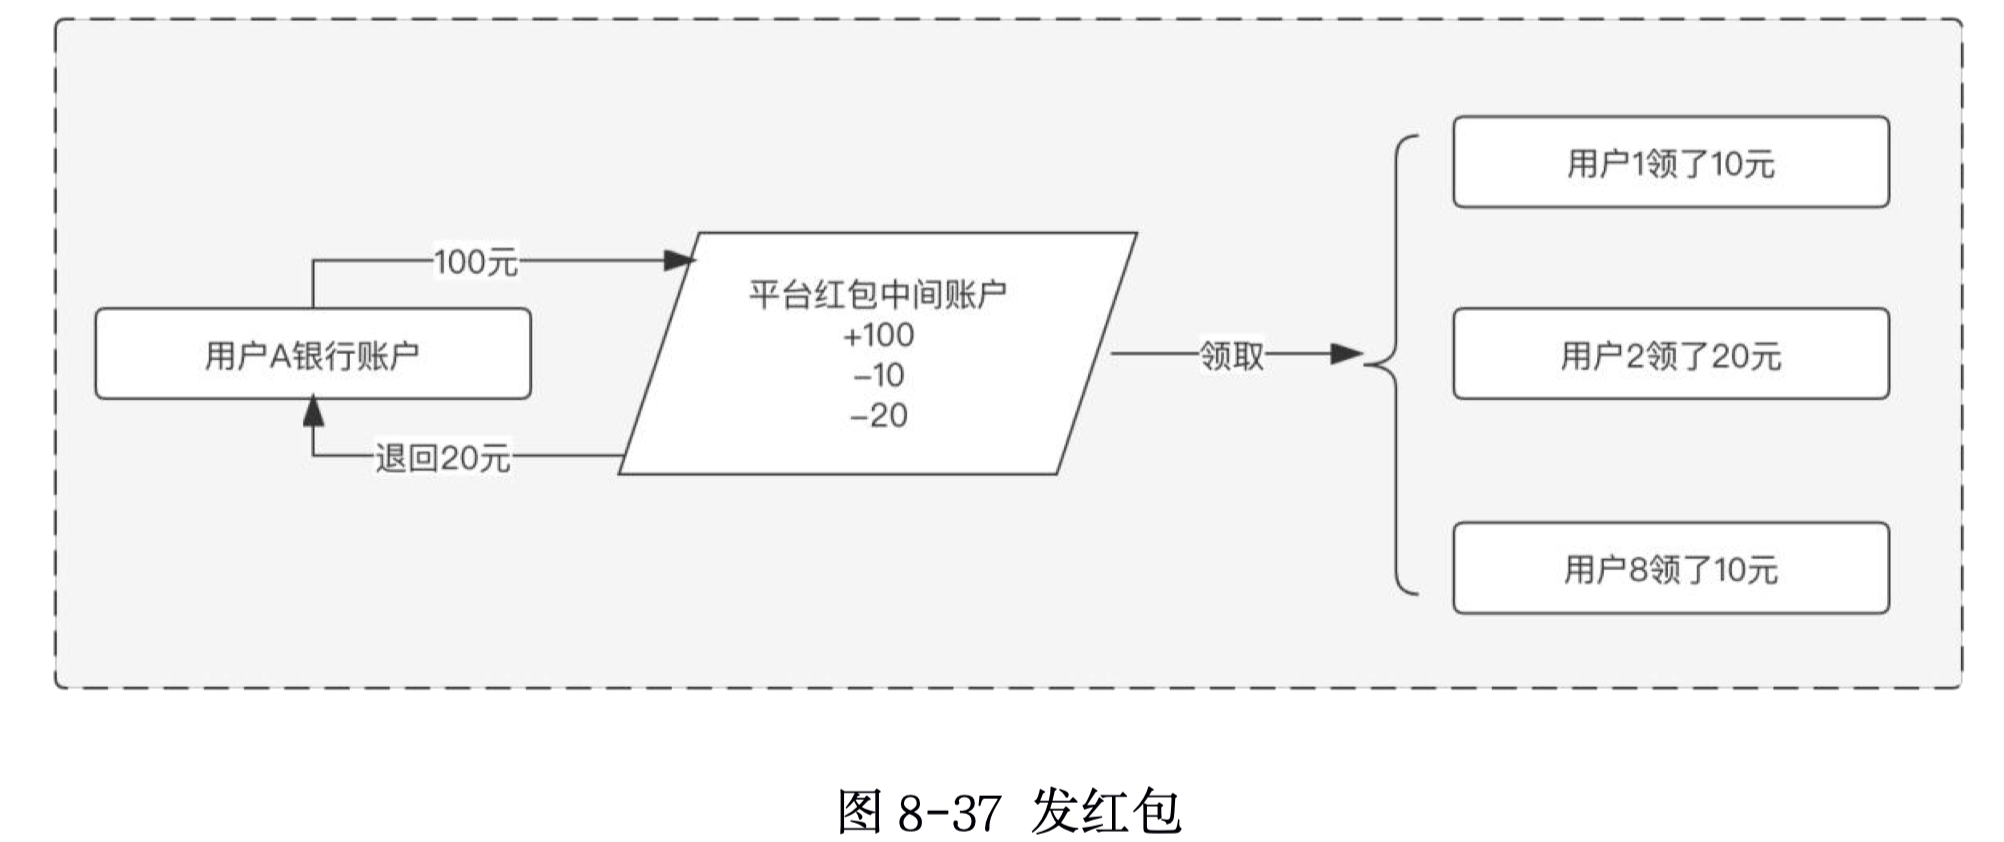 100元
用户A银行账户
退回20元
平台红包中间账户
+100
–10
–20
领取
用户1领了10元
用户2领了20元
用户8领了10元
图 8-37 发红包